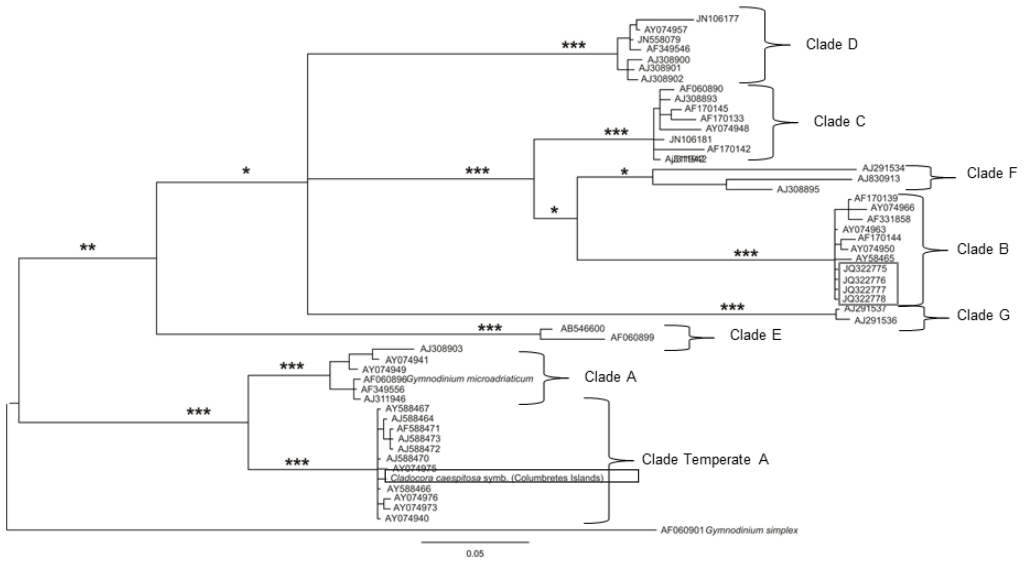 JN106177
AY074957
JN558079
AF349546
AJ308900
AJ308901
AJ308902
***
Clade D
AF060890
AJ308893
AF170145
AF170133
AY074948
JN106181
AF170142
***
Clade C
*
***
*
AJ291534
AJ830913
AJ308895
Clade F
*
AF170139
AY074966
AF331858
AY074963
AF170144
AY074950
AY58465
JQ322775
JQ322776
JQ322777
JQ322778
***
Clade B
**
***
AJ291537
AJ291536
Clade G
***
AB546600
AF060899
Clade E
AJ308903
AY074941
AY074949
AF060896Gymnodinium microadriaticum
AF349556
AJ311946
***
Clade A
***
AY588467
AJ588464
AF588471
AJ588473
AJ588472
AJ588470
AY074975
Cladocora caespitosa symb. (Columbretes Islands)
AY588466
AY074976
AY074973
AY074940
***
Clade Temperate A
AF060901 Gymnodinium simplex
0.05